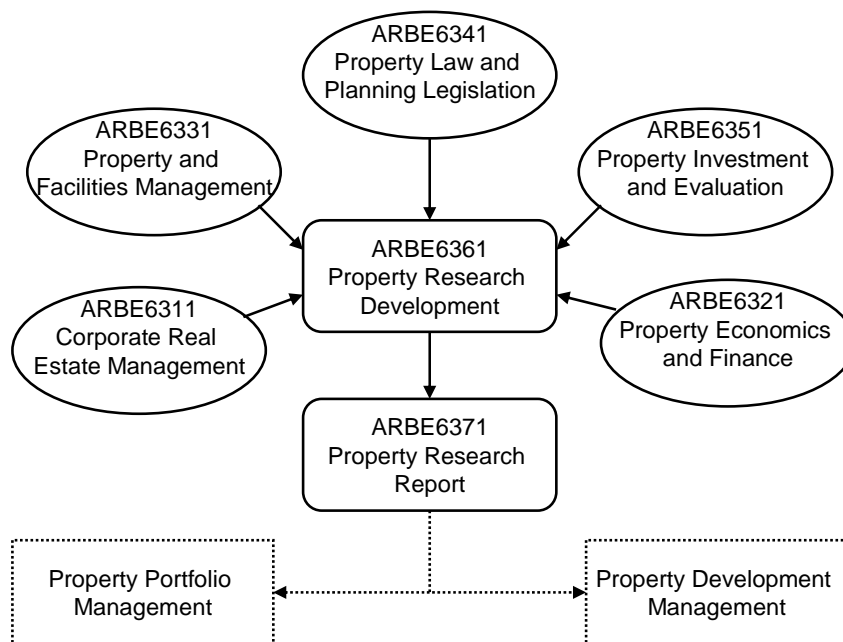 ARBE6341
Property Law and
Planning Legislation
ARBE6331
Property and
Facilities Management
ARBE6351
Property Investment
and Evaluation
ARBE6361
Property Research
Development
ARBE6311
Corporate Real
Estate Management
ARBE6321
Property Economics
and Finance
ARBE6371
Property Research
Report
Property Portfolio
Management
Property Development
Management